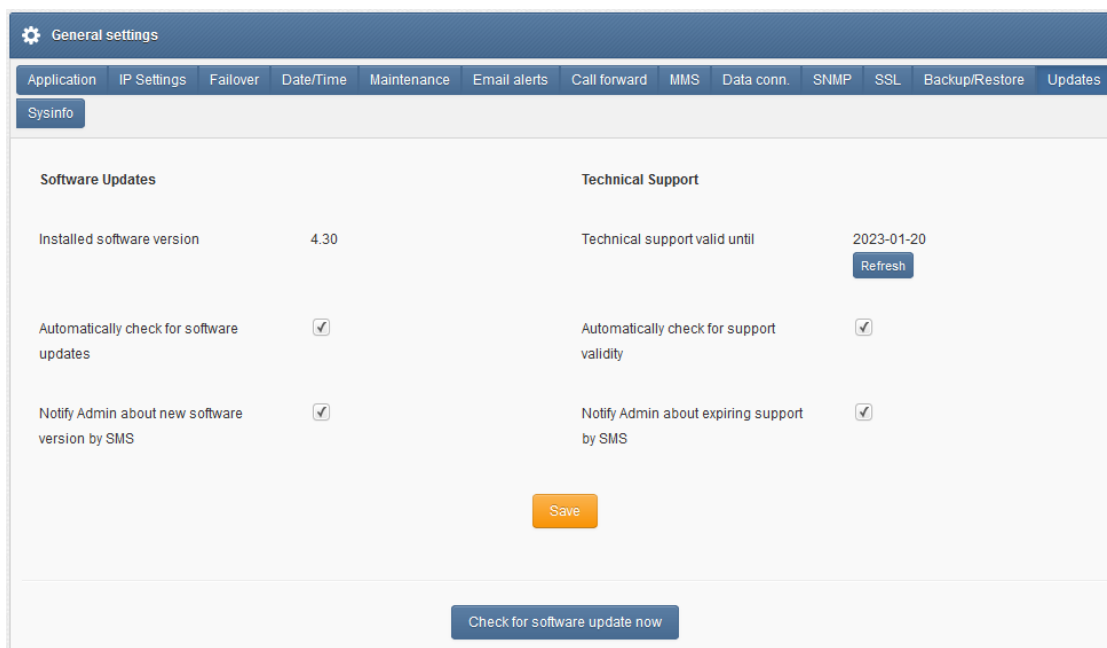 General settings
Application IP Settings Failover Date/Time Maintenance Email alerts Call forward MMS Data conn. SNMP SSL Backup/Restore Updates
Sysinfo
Software Updates Technical Support
Installed software version 4.30 Technical support valid until 2023-01-20
Refresh
Automatically check for software Automatically check for support
updates validity
Notify Admin about new software Notify Admin about expiring support
version by SMS by SMS
Save
Check for software update now